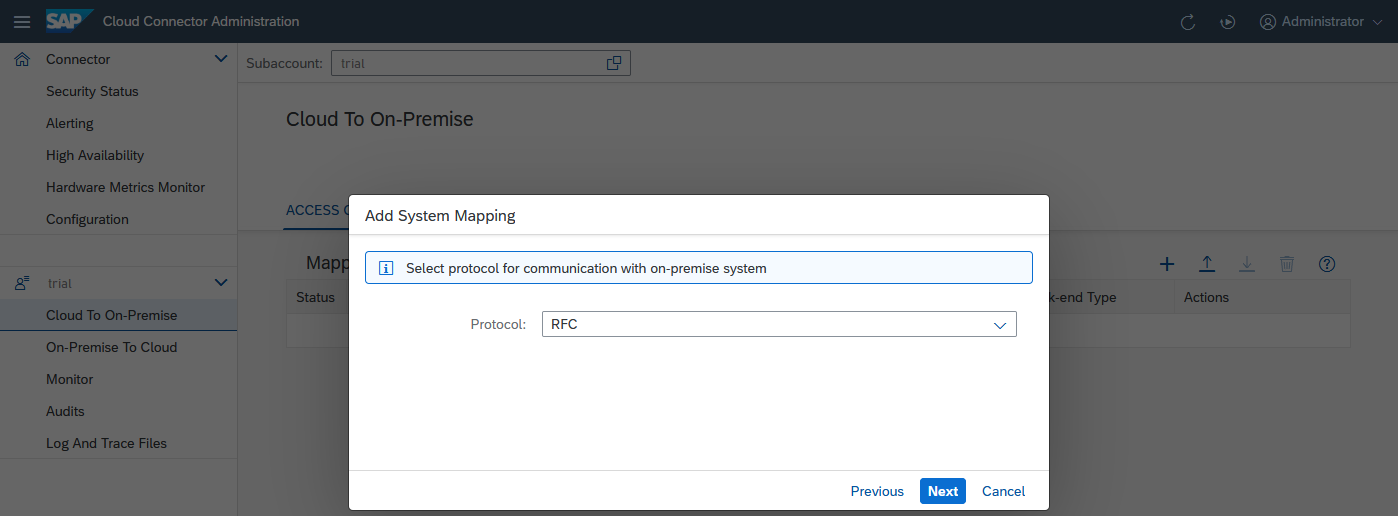 SAP Cloud Connector Administration
Administrator
Connector
Security Status
Alerting
High Availability
Hardware Metrics Monitor
Configuration
trial
Cloud To On-Premise
On-Premise To Cloud
Monitor
Audits
Log And Trace Files
Subaccount: trial
Cloud To On-Premise
ACCESS C
Mapp
Status
k-end Type
Actions
Add System Mapping
Select protocol for communication with on-premise system
Protocol: RFC
Previous Next Cancel